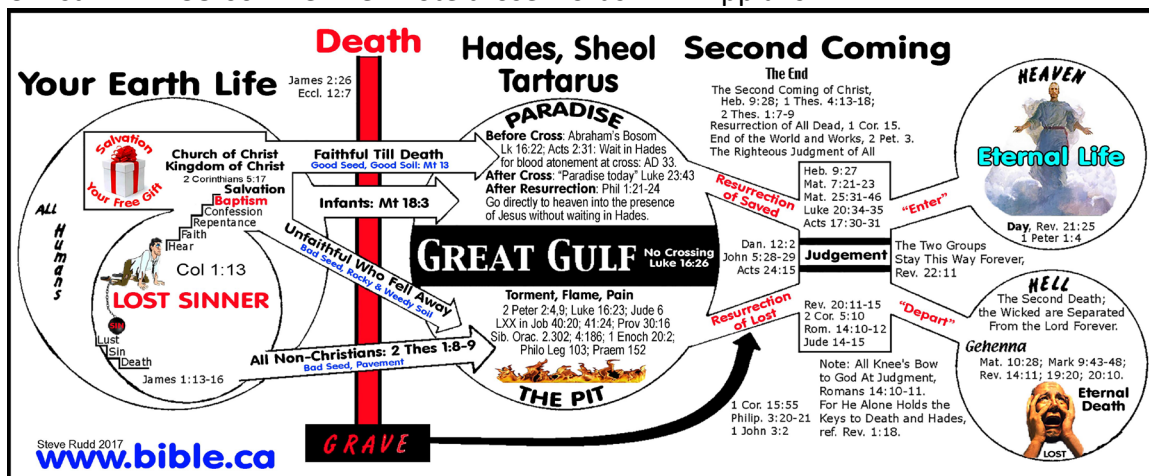 Death
Hades, Sheol
Tartarus
Second Coming
Your Earth Life
James 2:26
Eccl. 12:7
Salvation
Your Free Gift
Church of Christ
Kingdom of Christ
2 Corinthians 5:17
Salvation
Baptism
Confession
Repentance
Faith
Hear
All Humans
Col 1:13
LOST SINNER
SIN
Lust
Sin
Death
James 1:13-16
Faithful Till Death
Good Seed, Good Soil: Mt 13
Infants: Mt 18:3
Unfaithful Who Fell Away
Bad Seed, Rocky & Weedy Soil
All Non-Christians: 2 Thes 1:8-9
Bad Seed, Pavement
GRAVE
PARADISE
Before Cross: Abraham's Bosom
Lk 16:22; Acts 2:31: Wait in Hades
for blood atonement at cross: AD 33.
After Cross: "Paradise today" Luke 23:43
After Resurrection: Phil 1:21-24
Go directly to heaven into the presence
of Jesus without waiting in Hades.
GREAT GULF
No Crossing
Luke 16:26
Torment, Flame, Pain
2 Peter 2:4,9; Luke 16:23; Jude 6
LXX in Job 40:20; 41:24; Prov 30:16
Sib. Orac. 2.302; 4:186; 1 Enoch 20:2;
Philo Leg 103; Praem 152
THE PIT
The End
The Second Coming of Christ,
Heb. 9:28; 1 Thes. 4:13-18;
2 Thes. 1:7-9
Resurrection of All Dead, 1 Cor. 15.
End of the World and Works, 2 Pet. 3.
The Righteous Judgment of All
Resurrection
of Saved
Heb. 9:27
Mat. 7:21-23
Mat. 25:31-46
Luke 20:34-35
Acts 17:30-31
"Enter"
Dan. 12:2
John 5:28-29
Acts 24:15
Judgement
The Two Groups
Stay This Way Forever,
Rev. 22:11
Resurrection
of Lost
Rev. 20:11-15
2 Cor. 5:10
Rom. 14:10-12
Jude 14-15
"Depart"
Note: All Knee's Bow
to God At Judgment,
Romans 14:10-11.
For He Alone Holds the
Keys to Death and Hades,
ref. Rev. 1:18.
1 Cor. 15:55
Philip. 3:20-21
1 John 3:2
HEAVEN
Eternal Life
Day, Rev. 21:25
1 Peter 1:4
HELL
The Second Death;
the Wicked are Separated
From the Lord Forever.
Gehenna
Mat. 10:28; Mark 9:43-48;
Rev. 14:11; 19:20; 20:10.
Eternal
Death
LOST
Steve Rudd 2017
www.bible.ca